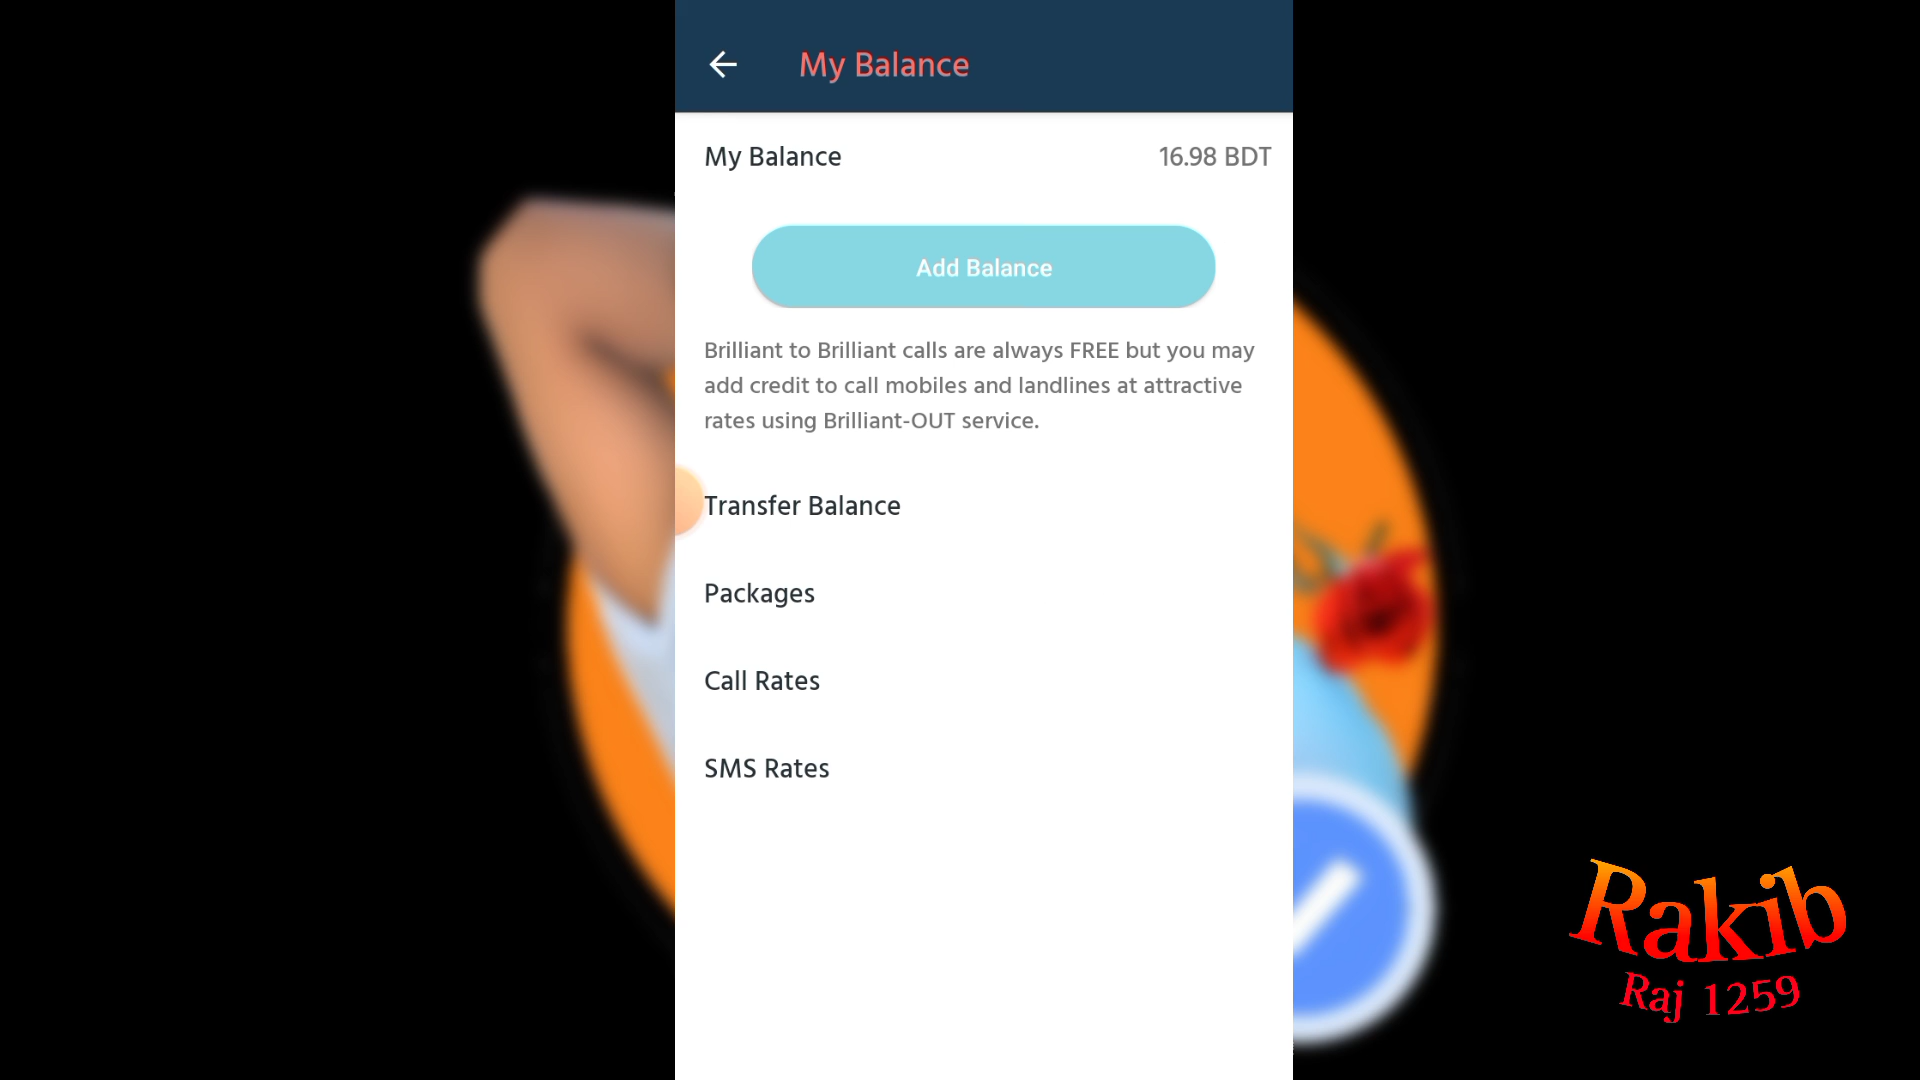 My Balance
My Balance 16.98 BDT
Add Balance
Brilliant to Brilliant calls are always FREE but you may
add credit to call mobiles and landlines at attractive
rates using Brilliant-OUT service.
Transfer Balance
Packages
Call Rates
SMS Rates
Rakib
Raj 1259